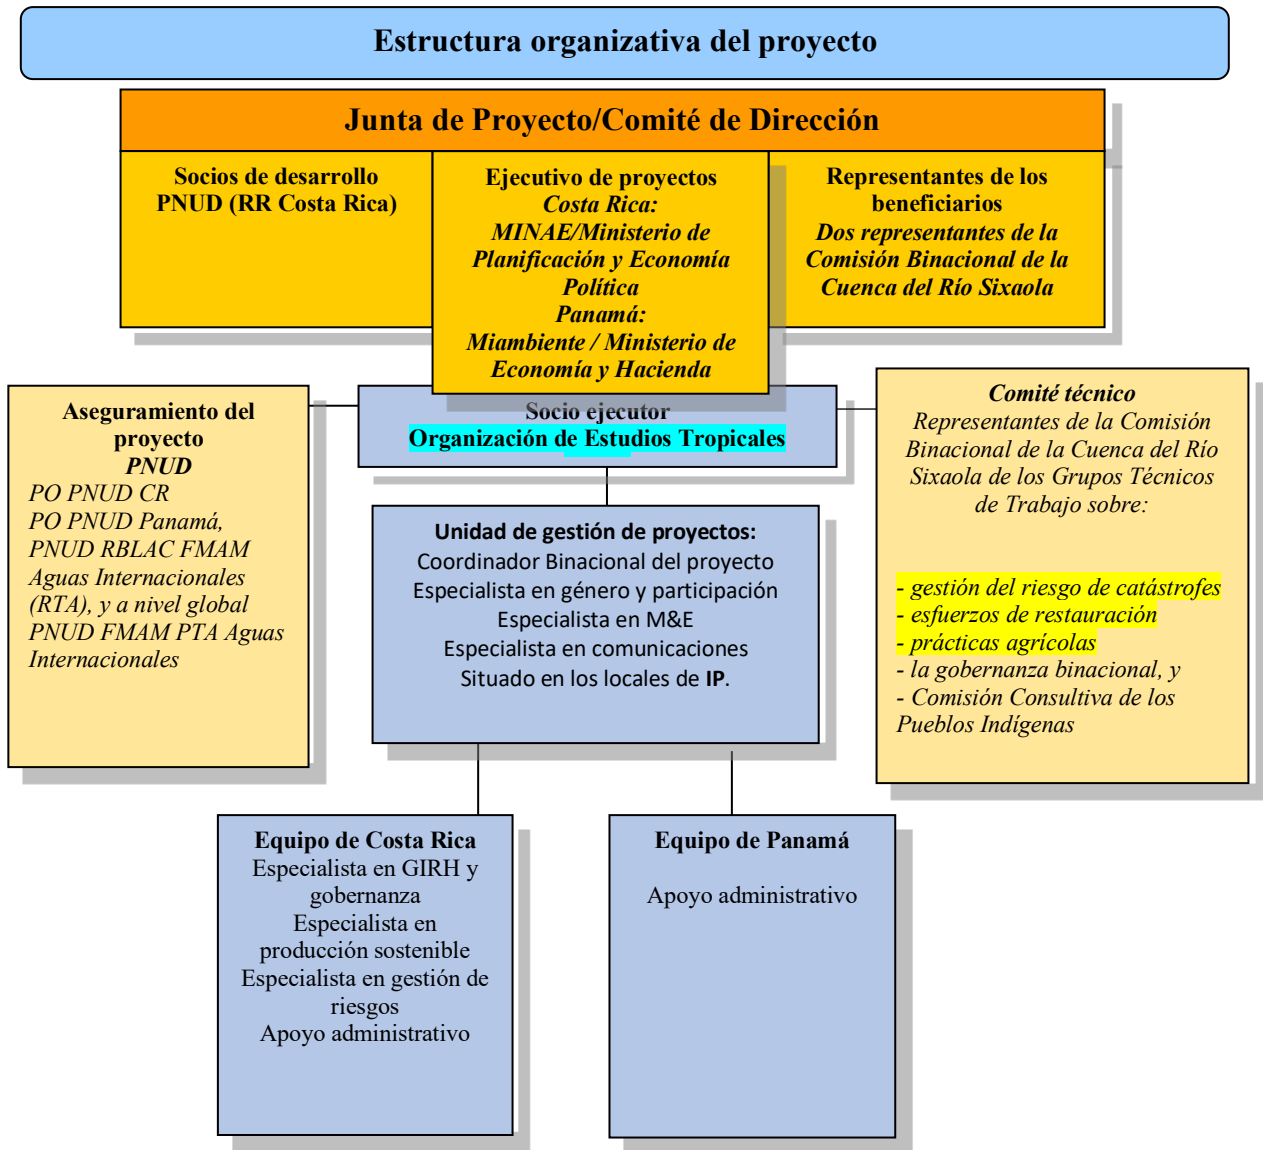 Estructura organizativa del proyecto
Junta de Proyecto/Comité de Dirección
Socios de desarrollo
PNUD (RR Costa Rica)
Ejecutivo de proyectos
Costa Rica:
MINAE/Ministerio de
Planificación y Economía
Política
Panamá:
Miambiente / Ministerio de
Economía y Hacienda
Representantes de los
beneficiarios
Dos representantes de la
Comisión Binacional de la
Cuenca del Río Sixaola
Aseguramiento del
proyecto
PNUD
PO PNUD CR
PO PNUD Panamá,
PNUD RBLAC FMAM
Aguas Internacionales
(RTA), y a nivel global
PNUD FMAM PTA Aguas
Internacionales
Socio ejecutor
Organización de Estudios Tropicales
Comité técnico
Representantes de la Comisión
Binacional de la Cuenca del Río
Sixaola de los Grupos Técnicos
de Trabajo sobre:
- gestión del riesgo de catástrofes
- esfuerzos de restauración
- prácticas agrícolas
- la gobernanza binacional, y
- Comisión Consultiva de los
Pueblos Indígenas
Unidad de gestión de proyectos:
Coordinador Binacional del proyecto
Especialista en género y participación
Especialista en M&E
Especialista en comunicaciones
Situado en los locales de IP.
Equipo de Costa Rica
Especialista en GIRH y
gobernanza
Especialista en
producción sostenible
Especialista en gestión de
riesgos
Apoyo administrativo
Equipo de Panamá
Apoyo administrativo